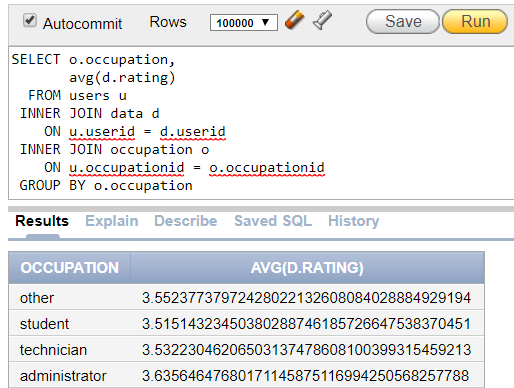 Autocommit Rows 100000 Save Run
SELECT o.occupation,
avg(d.rating)
FROM users u
INNER JOIN data d
ON u.userid = d.userid
INNER JOIN occupation o
ON u.occupationid = o.occupationid
GROUP BY o.occupation
Results Explain Describe Saved SQL History
OCCUPATION AVG(D.RATING)
other 3.55237737972428022132608084028884929194
student 3.51514323450380288746185726647538370451
technician 3.53223046206503137478608100399315459213
administrator 3.63564647680171145875116994250568257788